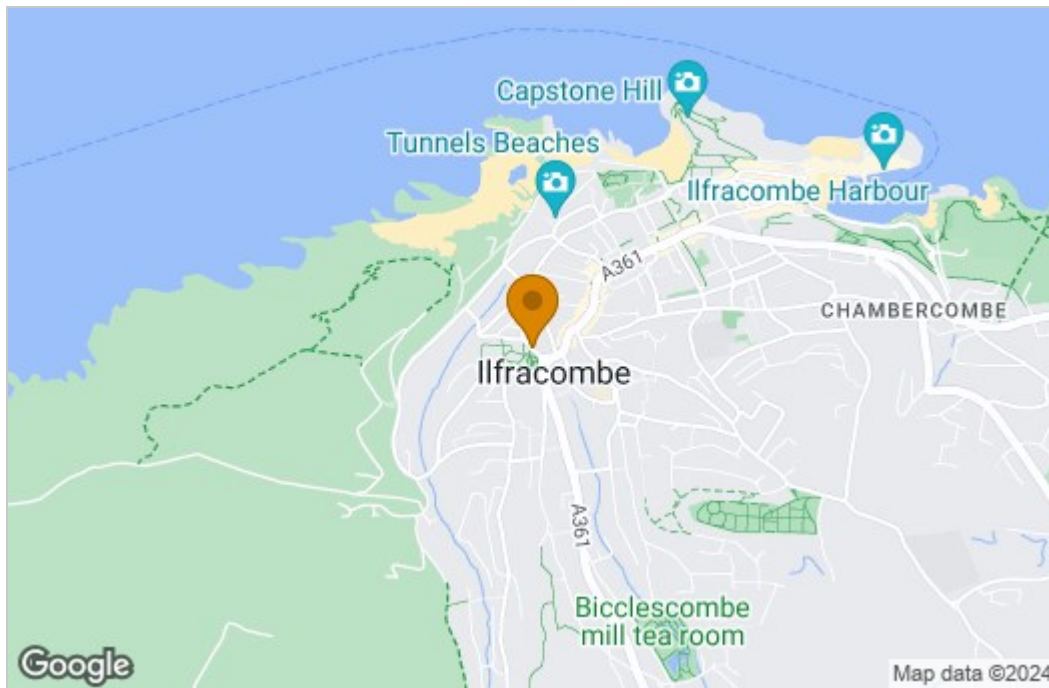 Capstone Hill
Tunnels Beaches
Ilfracombe Harbour
A361
CHAMBERCOMBE
Ilfracombe
A361
Bicclescombe
mill tea room
Google
Map data ©2024